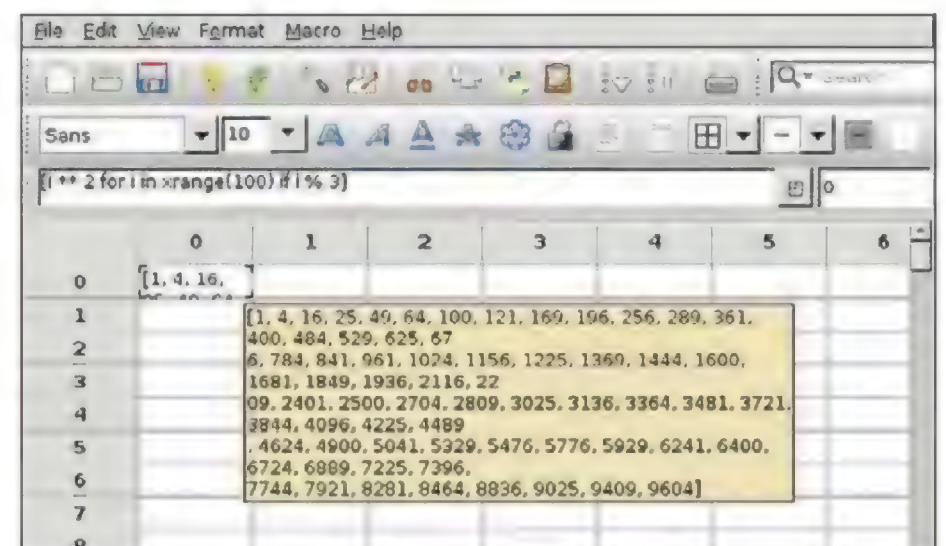 File Edit View Format Macro Help
Sans 10
[i ** 2 for i in xrange(100) if i % 3]
0
0 1 2 3 4 5 6
0 [1, 4, 16,
1
[1, 4, 16, 25, 49, 64, 100, 121, 169, 196, 256, 289, 361,
400, 484, 529, 625, 67
2
6, 784, 841, 961, 1024, 1156, 1225, 1369, 1444, 1600,
3
1681, 1849, 1936, 2116, 22
09, 2401, 2500, 2704, 2809, 3025, 3136, 3364, 3481, 3721,
4
3844, 4096, 4225, 4489
5
, 4624, 4900, 5041, 5329, 5476, 5776, 5929, 6241, 6400,
6724, 6889, 7225, 7396,
6
7744, 7921, 8281, 8464, 8836, 9025, 9409, 9604]
7
8